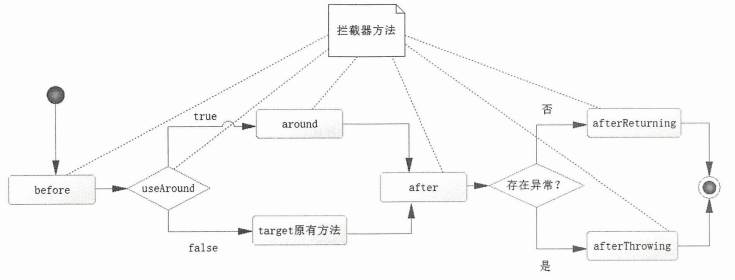 拦截器方法
true
around
否
afterReturning
before
useAround
after
存在异常?
false
target原有方法
是
afterThrowing